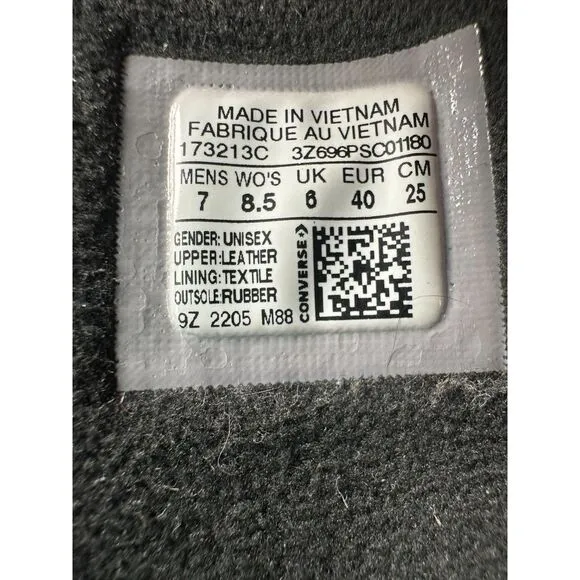 MADE IN VIETNAM
FABRIQUE AU VIETNAM
173213C 3Z696PSC01180
MENS WO'S UK EUR CM
7 8.5 6 40 25
GENDER: UNISEX
UPPER: LEATHER
LINING: TEXTILE
OUTSOLE: RUBBER
9Z 2205 M88
CONVERSE